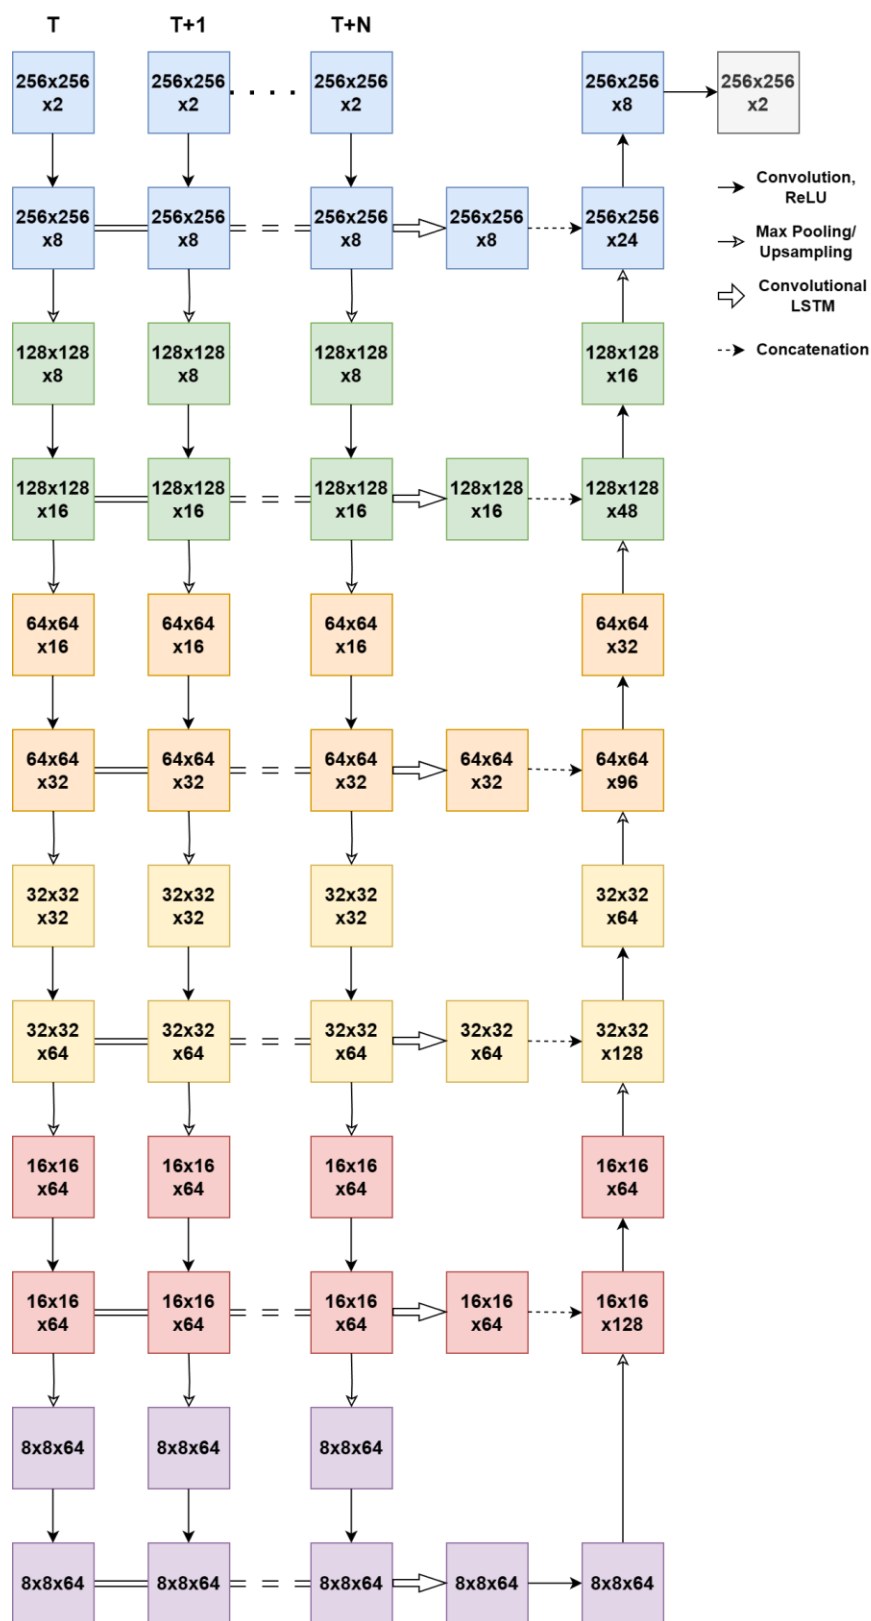 T T+1 T+N
256x256 256x256 256x256 256x256 256x256
x2 x2 . . . . x2 x8 x2
Convolution,
ReLU
256x256 256x256 256x256 256x256 256x256
x8 x8 x8 x8 x24
Max Pooling/
Upsampling
Convolutional
LSTM
128x128 128x128 128x128 128x128
x8 x8 x8 x16
Concatenation
128x128 128x128 128x128 128x128 128x128
x16 x16 x16 x16 x48
64x64 64x64 64x64 64x64
x16 x16 x16 x32
64x64 64x64 64x64 64x64 64x64
x32 x32 x32 x32 x96
32x32 32x32 32x32 32x32
x32 x32 x32 x64
32x32 32x32 32x32 32x32 32x32
x64 x64 x64 x64 x128
16x16 16x16 16x16 16x16
x64 x64 x64 x64
16x16 16x16 16x16 16x16 16x16
x64 x64 x64 x64 x128
8x8x64 8x8x64 8x8x64
8x8x64 8x8x64 8x8x64 8x8x64 8x8x64